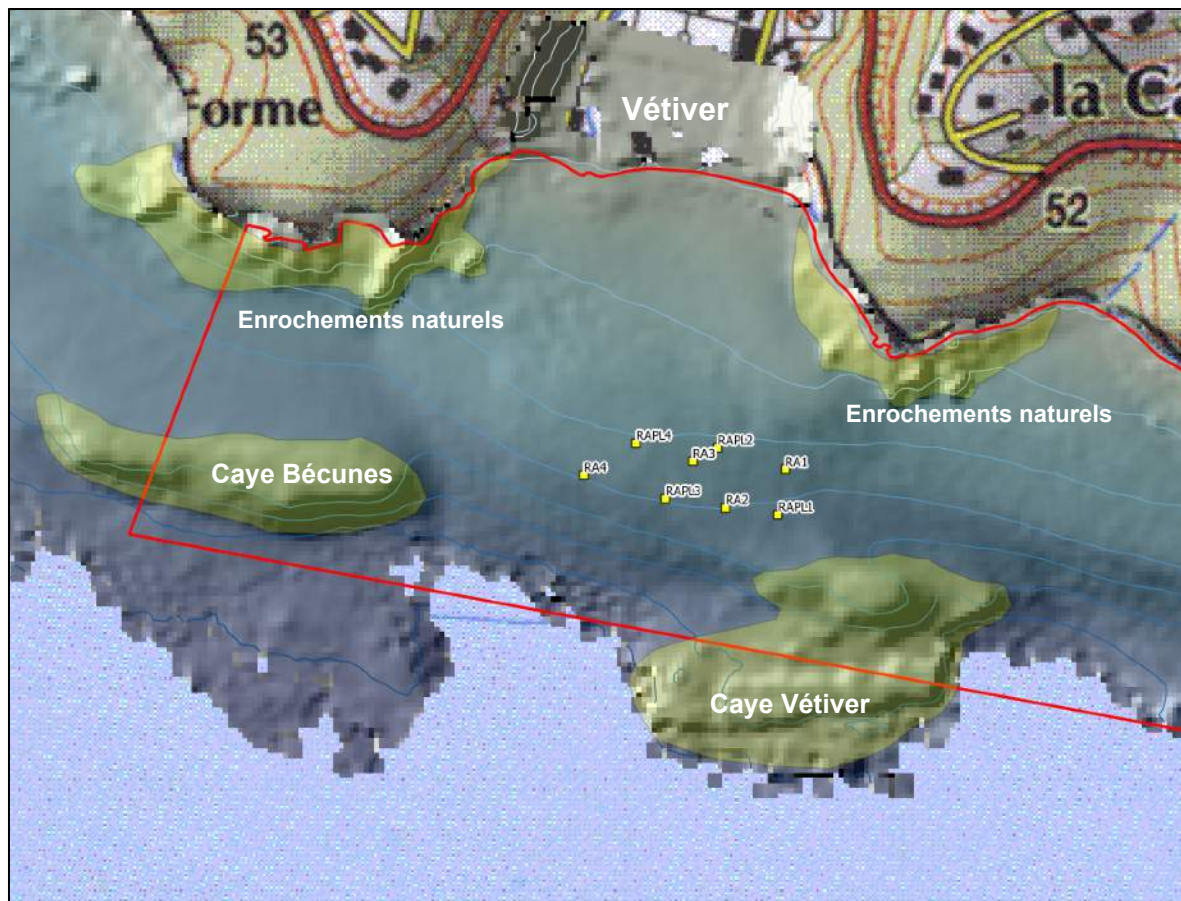 53
Forme
Vétiver
la Ca
52
Enrochements naturels
Enrochements naturels
RAPL4
RAPL2
RA3
RA1
RA4
Caye Bécunes
RAPL3
RA2
RAPL1
Caye Vétiver